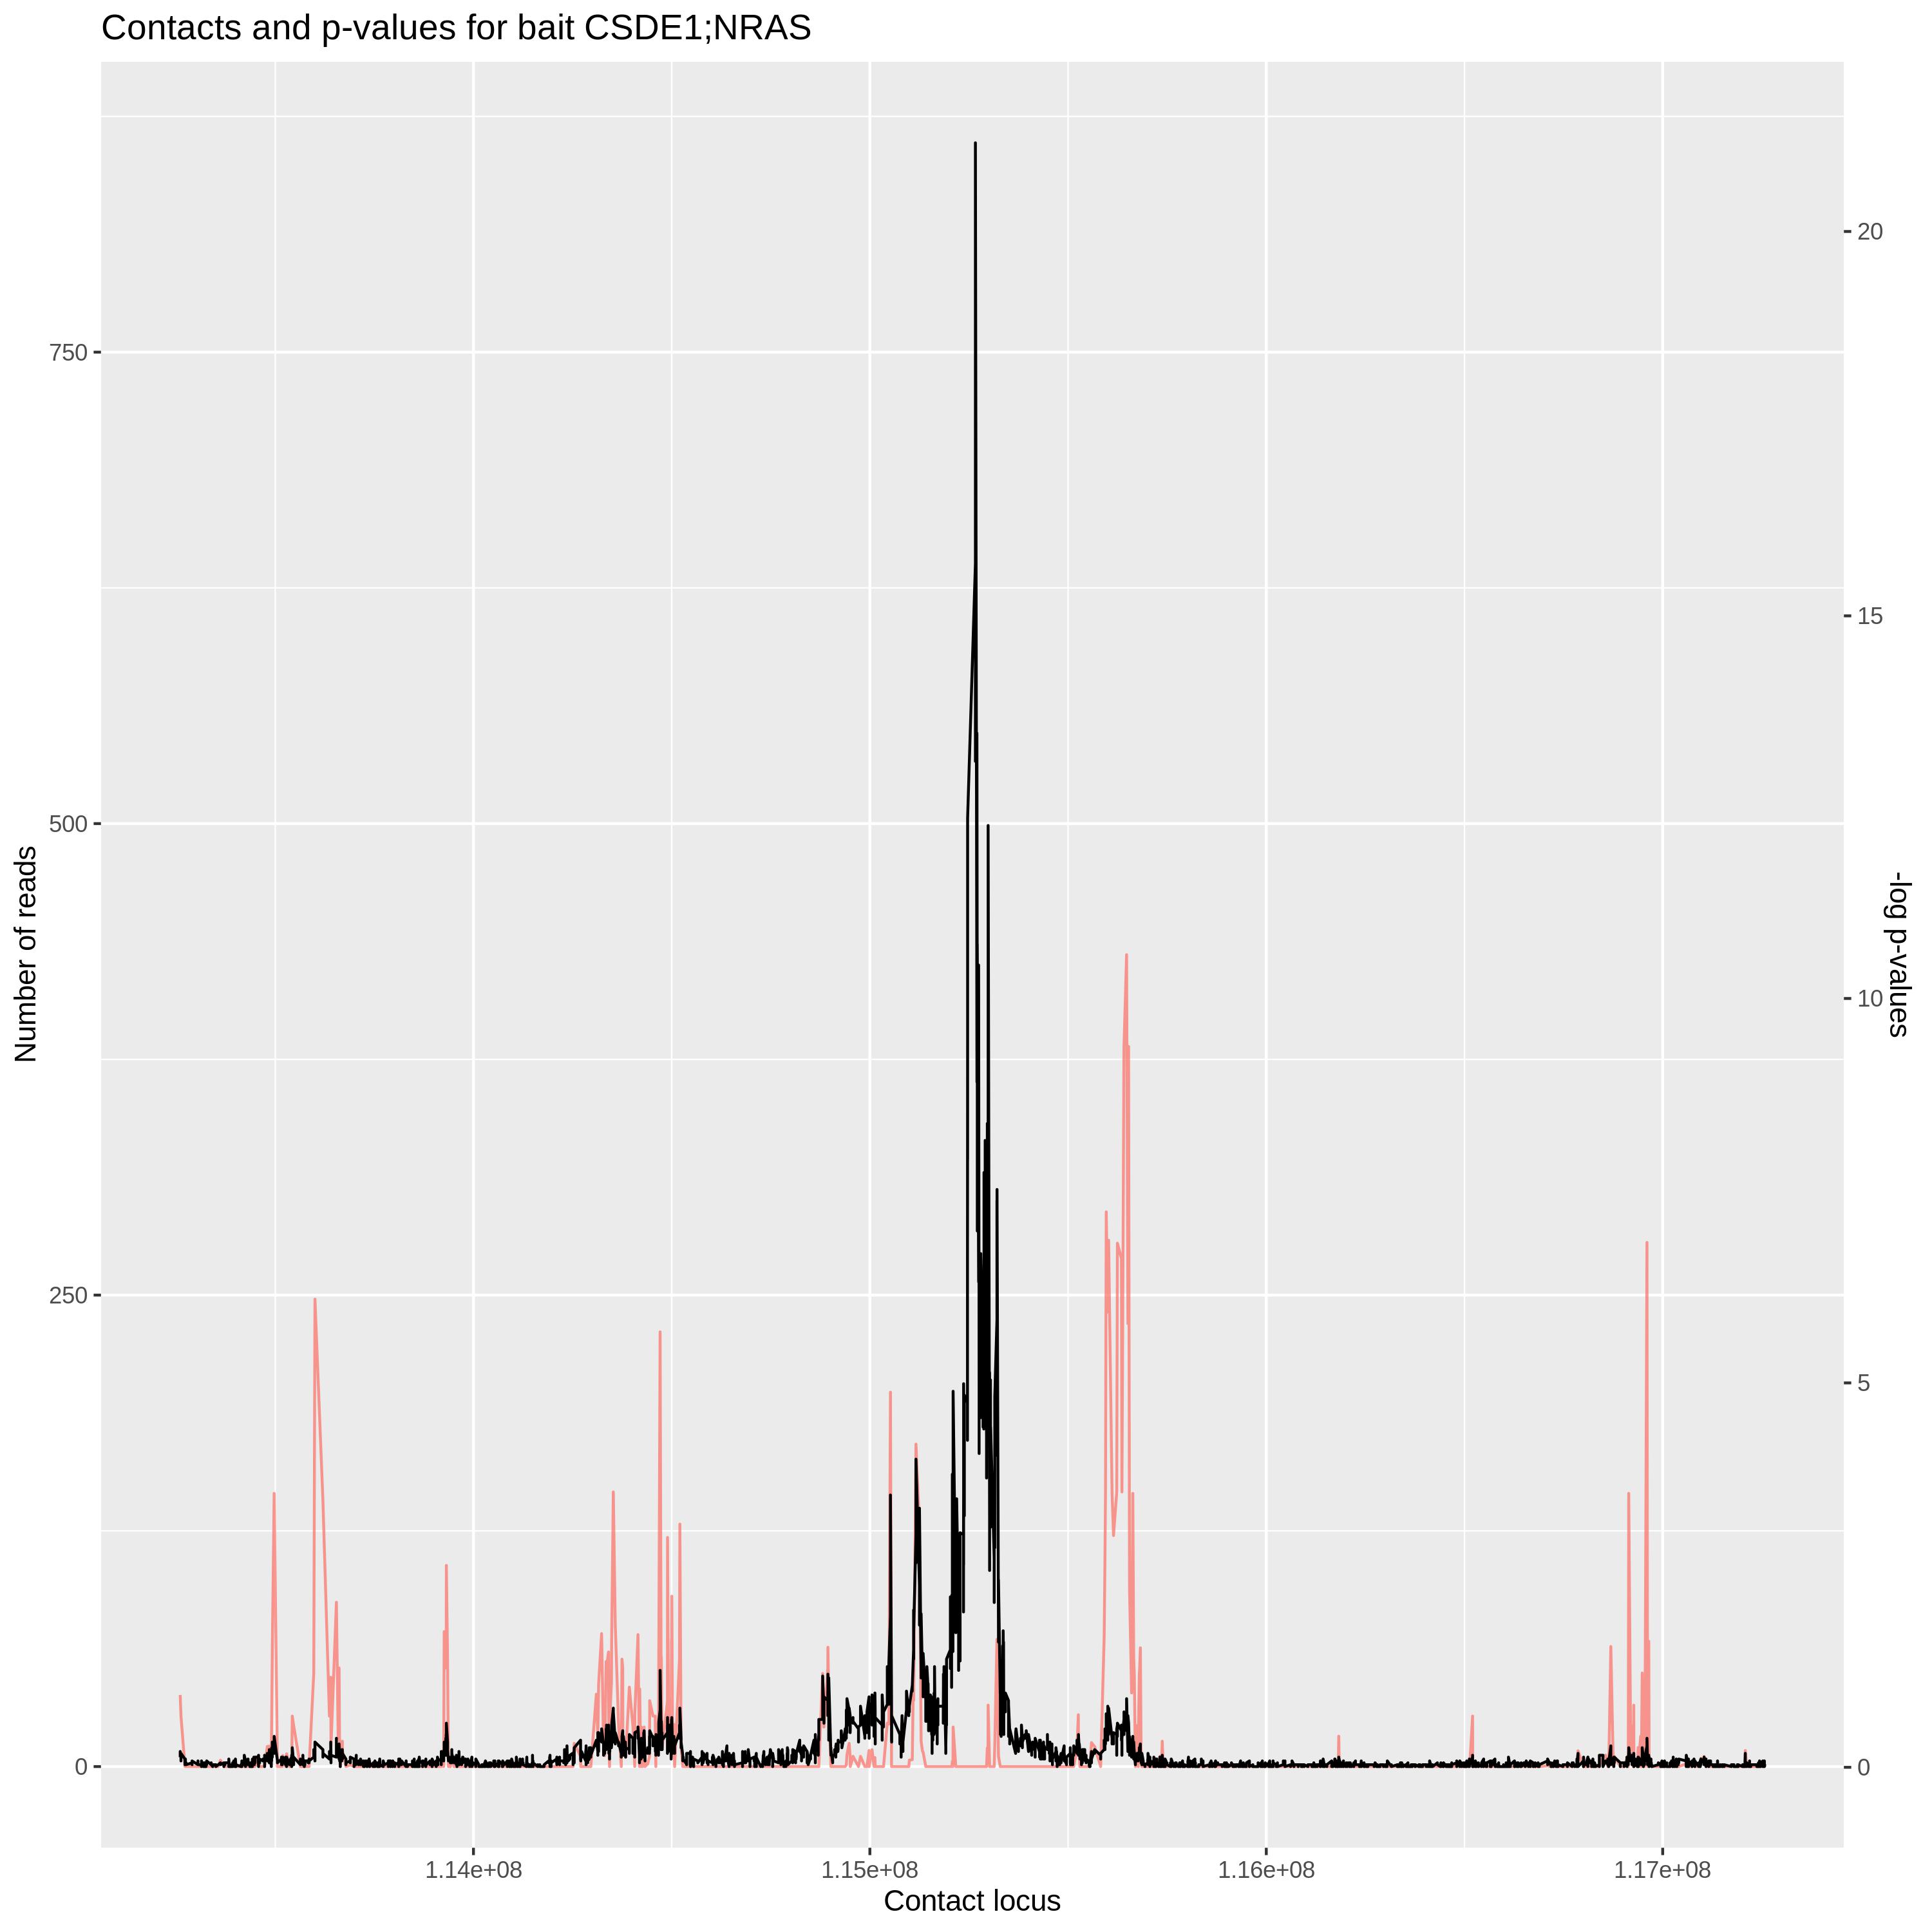 Contacts and p-values for bait CSDE1;NRAS
750
500
250
0
Number of reads
20
15
10
5
0
-log p-values
1.14e+08
1.15e+08
1.16e+08
1.17e+08
Contact locus